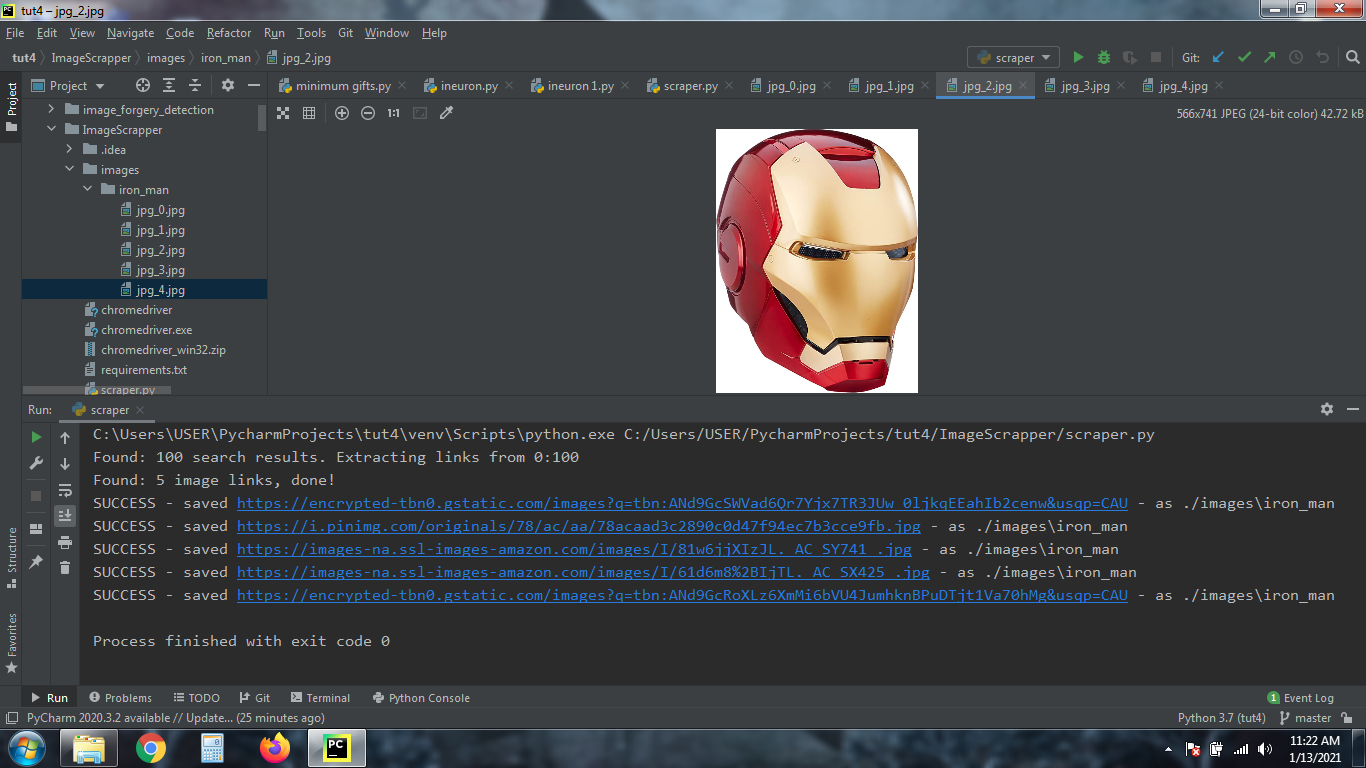 tut4 – jpg_2.jpg
File Edit View Navigate Code Refactor Run Tools Git Window Help
tut4 ImageScrapper images iron_man jpg_2.jpg scraper Git:
Project
Project
minimum gifts.py ineuron.py ineuron 1.py scraper.py jpg_0.jpg jpg_1.jpg jpg_2.jpg jpg_3.jpg jpg_4.jpg
1:1 566x741 JPEG (24-bit color) 42.72 kB
image_forgery_detection
ImageScrapper
.idea
images
iron_man
jpg_0.jpg
jpg_1.jpg
jpg_2.jpg
jpg_3.jpg
jpg_4.jpg
chromedriver
chromedriver.exe
chromedriver_win32.zip
requirements.txt
scraper.py
Run: scraper
C:\Users\USER\PycharmProjects\tut4\venv\Scripts\python.exe C:/Users/USER/PycharmProjects/tut4/ImageScrapper/scraper.py
Found: 100 search results. Extracting links from 0:100
Found: 5 image links, done!
SUCCESS - saved https://encrypted-tbn0.gstatic.com/images?q=tbn:ANd9GcSWVad6Qr7Yjx7TR3JUw_0ljkqEEahIb2cenw&usqp=CAU - as ./images\iron_man
SUCCESS - saved https://i.pinimg.com/originals/78/ac/aa/78acaad3c2890c0d47f94ec7b3cce9fb.jpg - as ./images\iron_man
SUCCESS - saved https://images-na.ssl-images-amazon.com/images/I/81w6jjXIzJL._AC_SY741_.jpg - as ./images\iron_man
SUCCESS - saved https://images-na.ssl-images-amazon.com/images/I/61d6m8%2BIjTL._AC_SX425_.jpg - as ./images\iron_man
SUCCESS - saved https://encrypted-tbn0.gstatic.com/images?q=tbn:ANd9GcRoXLz6XmMi6bVU4JumhknBPuDTjt1Va70hMg&usqp=CAU - as ./images\iron_man
Process finished with exit code 0
Structure
Favorites
Run Problems TODO Git Terminal Python Console 1 Event Log
PyCharm 2020.3.2 available // Update... (25 minutes ago) Python 3.7 (tut4) master
PC
11:22 AM
1/13/2021